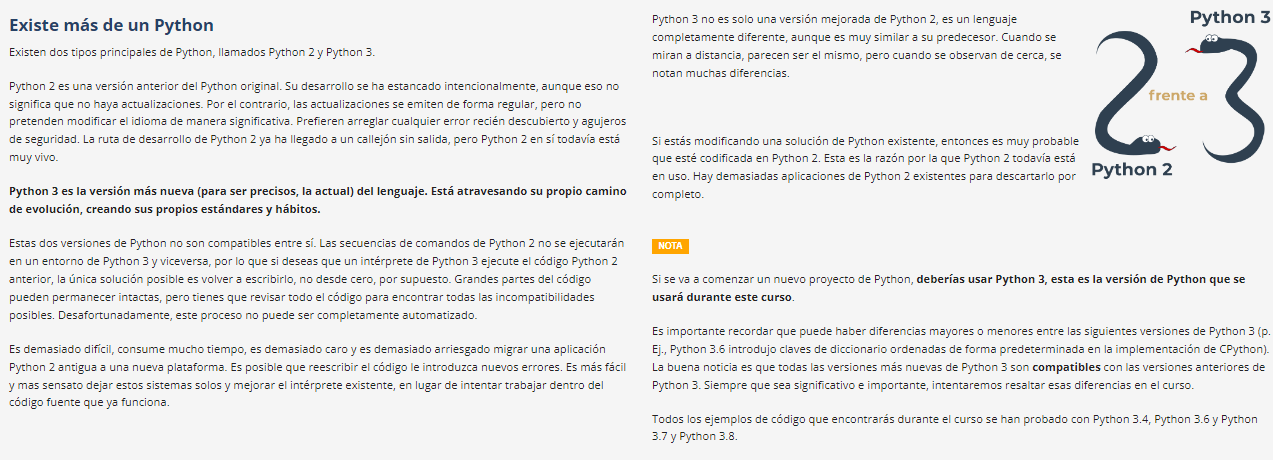 Existe más de un Python
Existen dos tipos principales de Python, llamados Python 2 y Python 3.
Python 2 es una versión anterior del Python original. Su desarrollo se ha estancado intencionalmente, aunque eso no
significa que no haya actualizaciones. Por el contrario, las actualizaciones se emiten de forma regular, pero no
pretenden modificar el idioma de manera significativa. Prefieren arreglar cualquier error recién descubierto y agujeros
de seguridad. La ruta de desarrollo de Python 2 ya ha llegado a un callejón sin salida, pero Python 2 en sí todavía está
muy vivo.
Python 3 es la versión más nueva (para ser precisos, la actual) del lenguaje. Está atravesando su propio camino
de evolución, creando sus propios estándares y hábitos.
Estas dos versiones de Python no son compatibles entre sí. Las secuencias de comandos de Python 2 no se ejecutarán
en un entorno de Python 3 y viceversa, por lo que si deseas que un intérprete de Python 3 ejecute el código Python 2
anterior, la única solución posible es volver a escribirlo, no desde cero, por supuesto. Grandes partes del código
pueden permanecer intactas, pero tienes que revisar todo el código para encontrar todas las incompatibilidades
posibles. Desafortunadamente, este proceso no puede ser completamente automatizado.
Es demasiado difícil, consume mucho tiempo, es demasiado caro y es demasiado arriesgado migrar una aplicación
Python 2 antigua a una nueva plataforma. Es posible que reescribir el código le introduzca nuevos errores. Es más fácil
y mas sensato dejar estos sistemas solos y mejorar el intérprete existente, en lugar de intentar trabajar dentro del
código fuente que ya funciona.
Python 3 no es solo una versión mejorada de Python 2, es un lenguaje
completamente diferente, aunque es muy similar a su predecesor. Cuando se
miran a distancia, parecen ser el mismo, pero cuando se observan de cerca, se
notan muchas diferencias.
Python 3
frente a
Python 2
Si estás modificando una solución de Python existente, entonces es muy probable
que esté codificada en Python 2. Esta es la razón por la que Python 2 todavía está
en uso. Hay demasiadas aplicaciones de Python 2 existentes para descartarlo por
completo.
NOTA
Si se va a comenzar un nuevo proyecto de Python, deberías usar Python 3, esta es la versión de Python que se
usará durante este curso.
Es importante recordar que puede haber diferencias mayores o menores entre las siguientes versiones de Python 3 (p.
Ej., Python 3.6 introdujo claves de diccionario ordenadas de forma predeterminada en la implementación de CPython).
La buena noticia es que todas las versiones más nuevas de Python 3 son compatibles con las versiones anteriores de
Python 3. Siempre que sea significativo e importante, intentaremos resaltar esas diferencias en el curso.
Todos los ejemplos de código que encontrarás durante el curso se han probado con Python 3.4, Python 3.6 y Python
3.7 y Python 3.8.